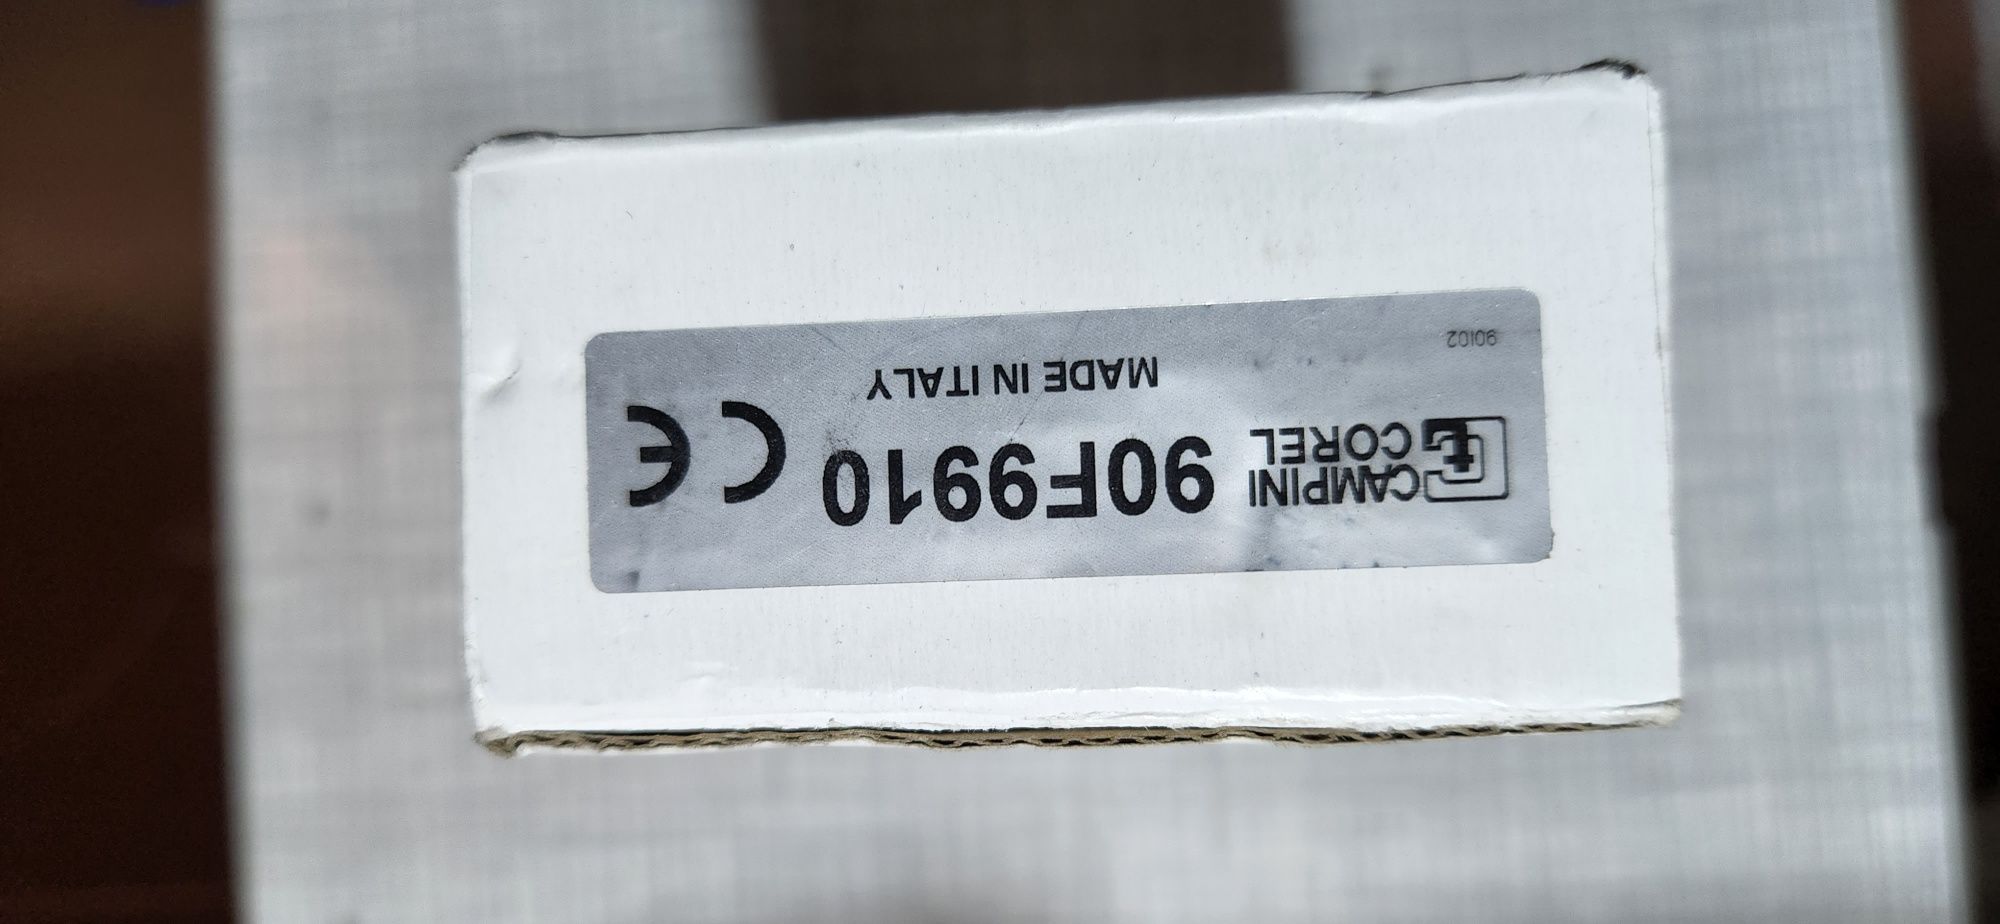 CAMPINI
COREL
90F9910
CE
MADE IN ITALY
90102